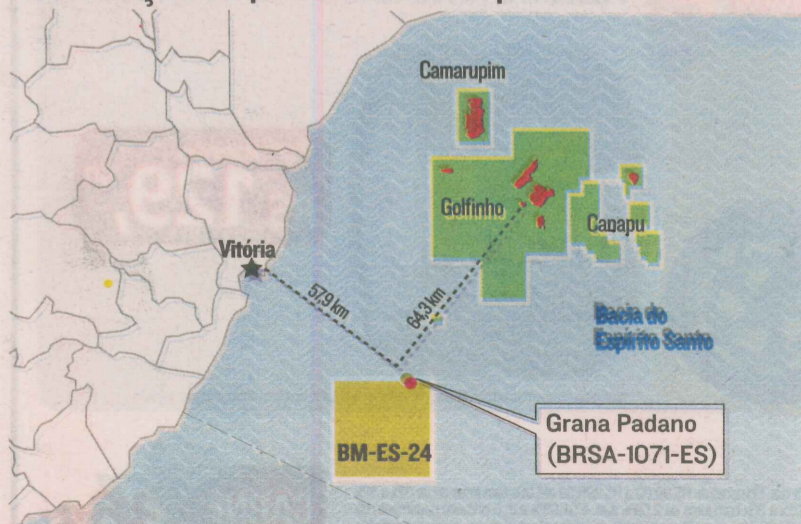 Camarupim
Golfinho
Canapu
Vitória
57,9 km
64,3 km
Bacia do
Espírito Santo
BM-ES-24
Grana Padano
(BRSA-1071-ES)